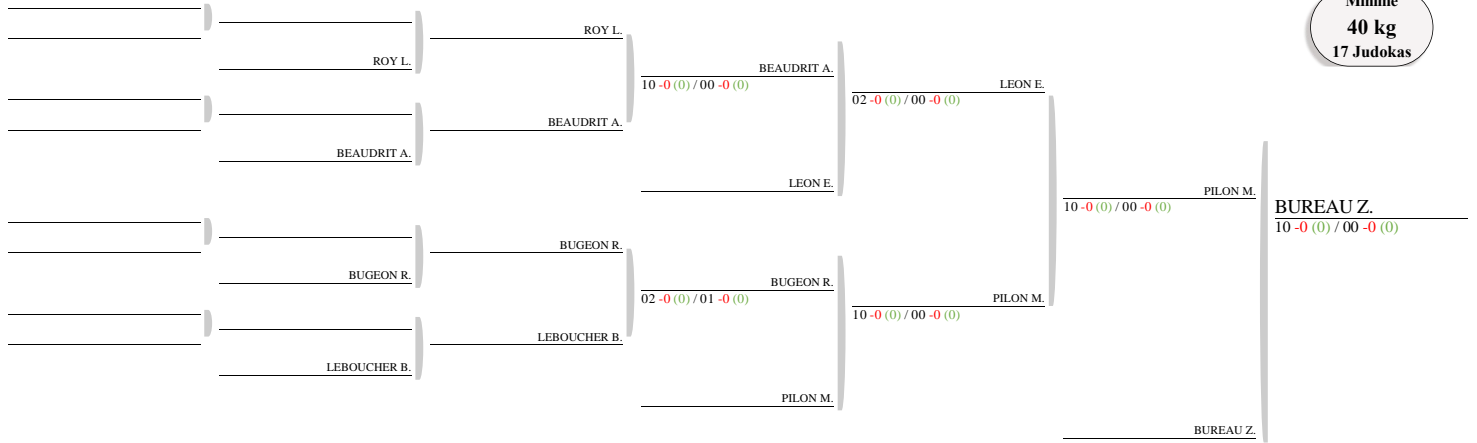 Minime
40 kg
17 Judokas
ROY L.
ROY L.
BEAUDRIT A.
10 -0 (0) / 00 -0 (0)
LEON E.
02 -0 (0) / 00 -0 (0)
BEAUDRIT A.
BEAUDRIT A.
LEON E.
PILON M.
10 -0 (0) / 00 -0 (0)
BUREAU Z.
10 -0 (0) / 00 -0 (0)
BUGEON R.
BUGEON R.
BUGEON R.
02 -0 (0) / 01 -0 (0)
PILON M.
10 -0 (0) / 00 -0 (0)
LEBOUCHER B.
LEBOUCHER B.
PILON M.
BUREAU Z.